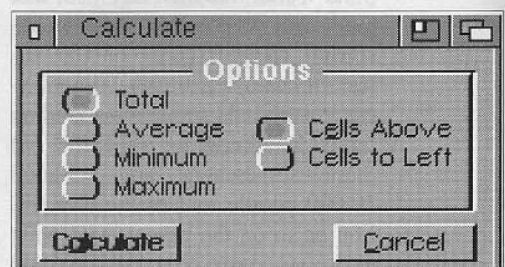 Calculate
Options
Total
Average Cells Above
Minimum Cells to Left
Maximum
Calculate Cancel